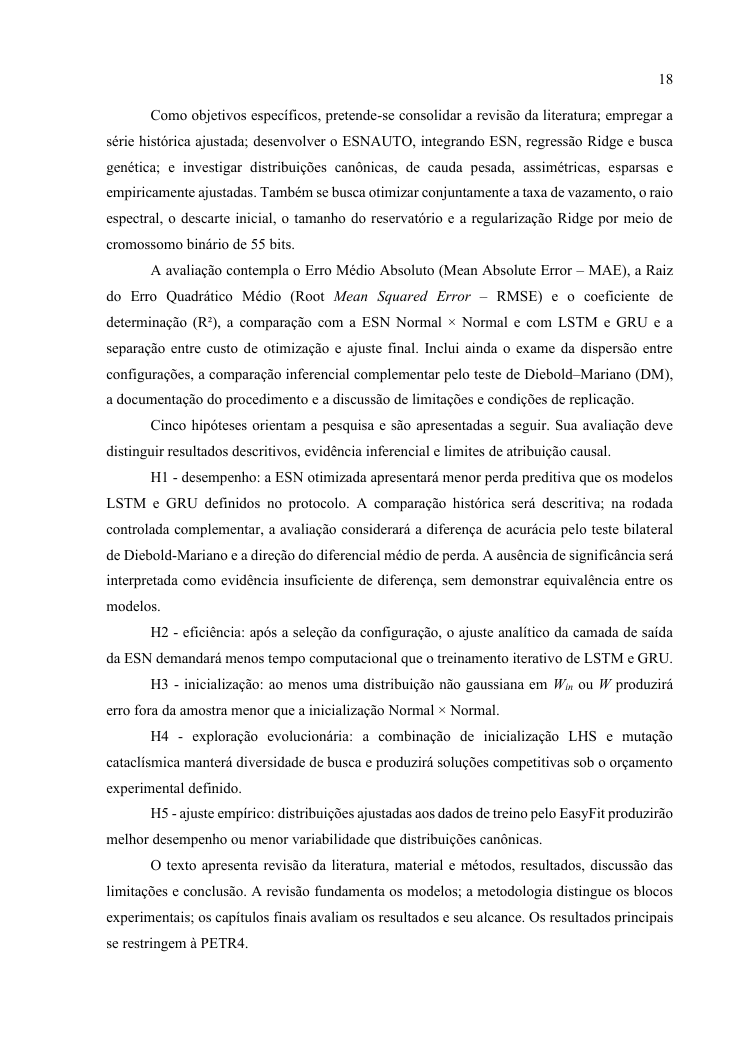 18
Como objetivos específicos, pretende-se consolidar a revisão da literatura; empregar a
série histórica ajustada; desenvolver o ESNAUTO, integrando ESN, regressão Ridge e busca
genética; e investigar distribuições canônicas, de cauda pesada, assimétricas, esparsas e
empiricamente ajustadas. Também se busca otimizar conjuntamente a taxa de vazamento, o raio
espectral, o descarte inicial, o tamanho do reservatório e a regularização Ridge por meio de
cromossomo binário de 55 bits.
A avaliação contempla o Erro Médio Absoluto (Mean Absolute Error – MAE), a Raiz
do Erro Quadrático Médio (Root Mean Squared Error – RMSE) e o coeficiente de
determinação (R²), a comparação com a ESN Normal × Normal e com LSTM e GRU e a
separação entre custo de otimização e ajuste final. Inclui ainda o exame da dispersão entre
configurações, a comparação inferencial complementar pelo teste de Diebold–Mariano (DM),
a documentação do procedimento e a discussão de limitações e condições de replicação.
Cinco hipóteses orientam a pesquisa e são apresentadas a seguir. Sua avaliação deve
distinguir resultados descritivos, evidência inferencial e limites de atribuição causal.
H1 - desempenho: a ESN otimizada apresentará menor perda preditiva que os modelos
LSTM e GRU definidos no protocolo. A comparação histórica será descritiva; na rodada
controlada complementar, a avaliação considerará a diferença de acurácia pelo teste bilateral
de Diebold-Mariano e a direção do diferencial médio de perda. A ausência de significância será
interpretada como evidência insuficiente de diferença, sem demonstrar equivalência entre os
modelos.
H2 - eficiência: após a seleção da configuração, o ajuste analítico da camada de saída
da ESN demandará menos tempo computacional que o treinamento iterativo de LSTM e GRU.
H3 - inicialização: ao menos uma distribuição não gaussiana em Win ou W produzirá
erro fora da amostra menor que a inicialização Normal × Normal.
H4 - exploração evolucionária: a combinação de inicialização LHS e mutação
cataclísmica manterá diversidade de busca e produzirá soluções competitivas sob o orçamento
experimental definido.
H5 - ajuste empírico: distribuições ajustadas aos dados de treino pelo EasyFit produzirão
melhor desempenho ou menor variabilidade que distribuições canônicas.
O texto apresenta revisão da literatura, material e métodos, resultados, discussão das
limitações e conclusão. A revisão fundamenta os modelos; a metodologia distingue os blocos
experimentais; os capítulos finais avaliam os resultados e seu alcance. Os resultados principais
se restringem à PETR4.